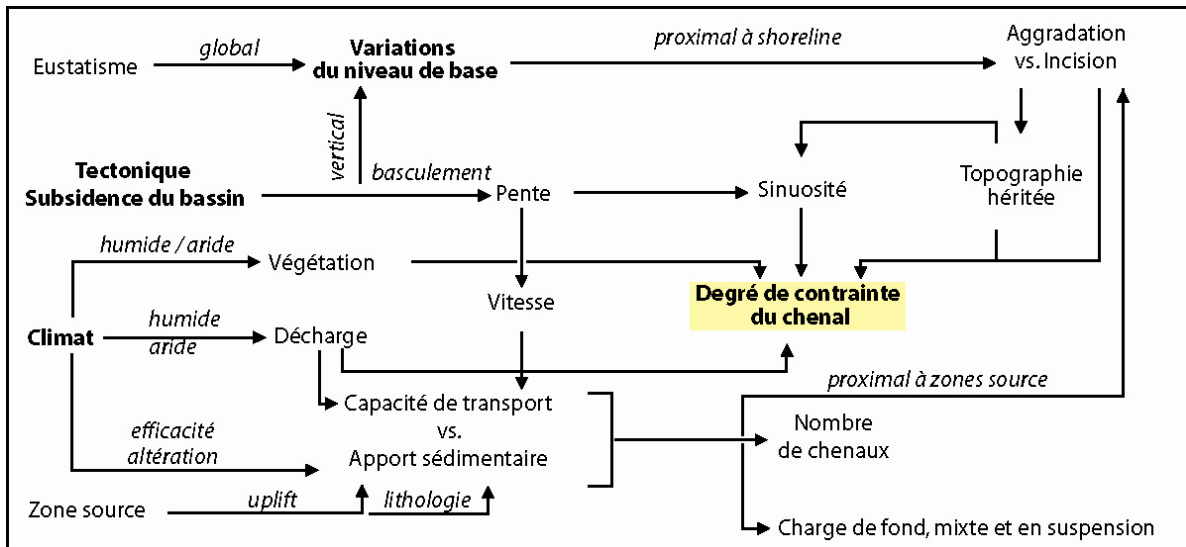 Eustatisme
global
Variations
du niveau de base
proximal à shoreline
Aggradation
vs. Incision
vertical
Tectonique
Subsidence du bassin
basculement
Pente
Sinuosité
Topographie
héritée
humide / aride
Végétation
Vitesse
Degré de contrainte
du chenal
Climat
humide
aride
Décharge
proximal à zones source
Capacité de transport
vs.
Apport sédimentaire
efficacité
altération
Nombre
de chenaux
Zone source
uplift
lithologie
Charge de fond, mixte et en suspension